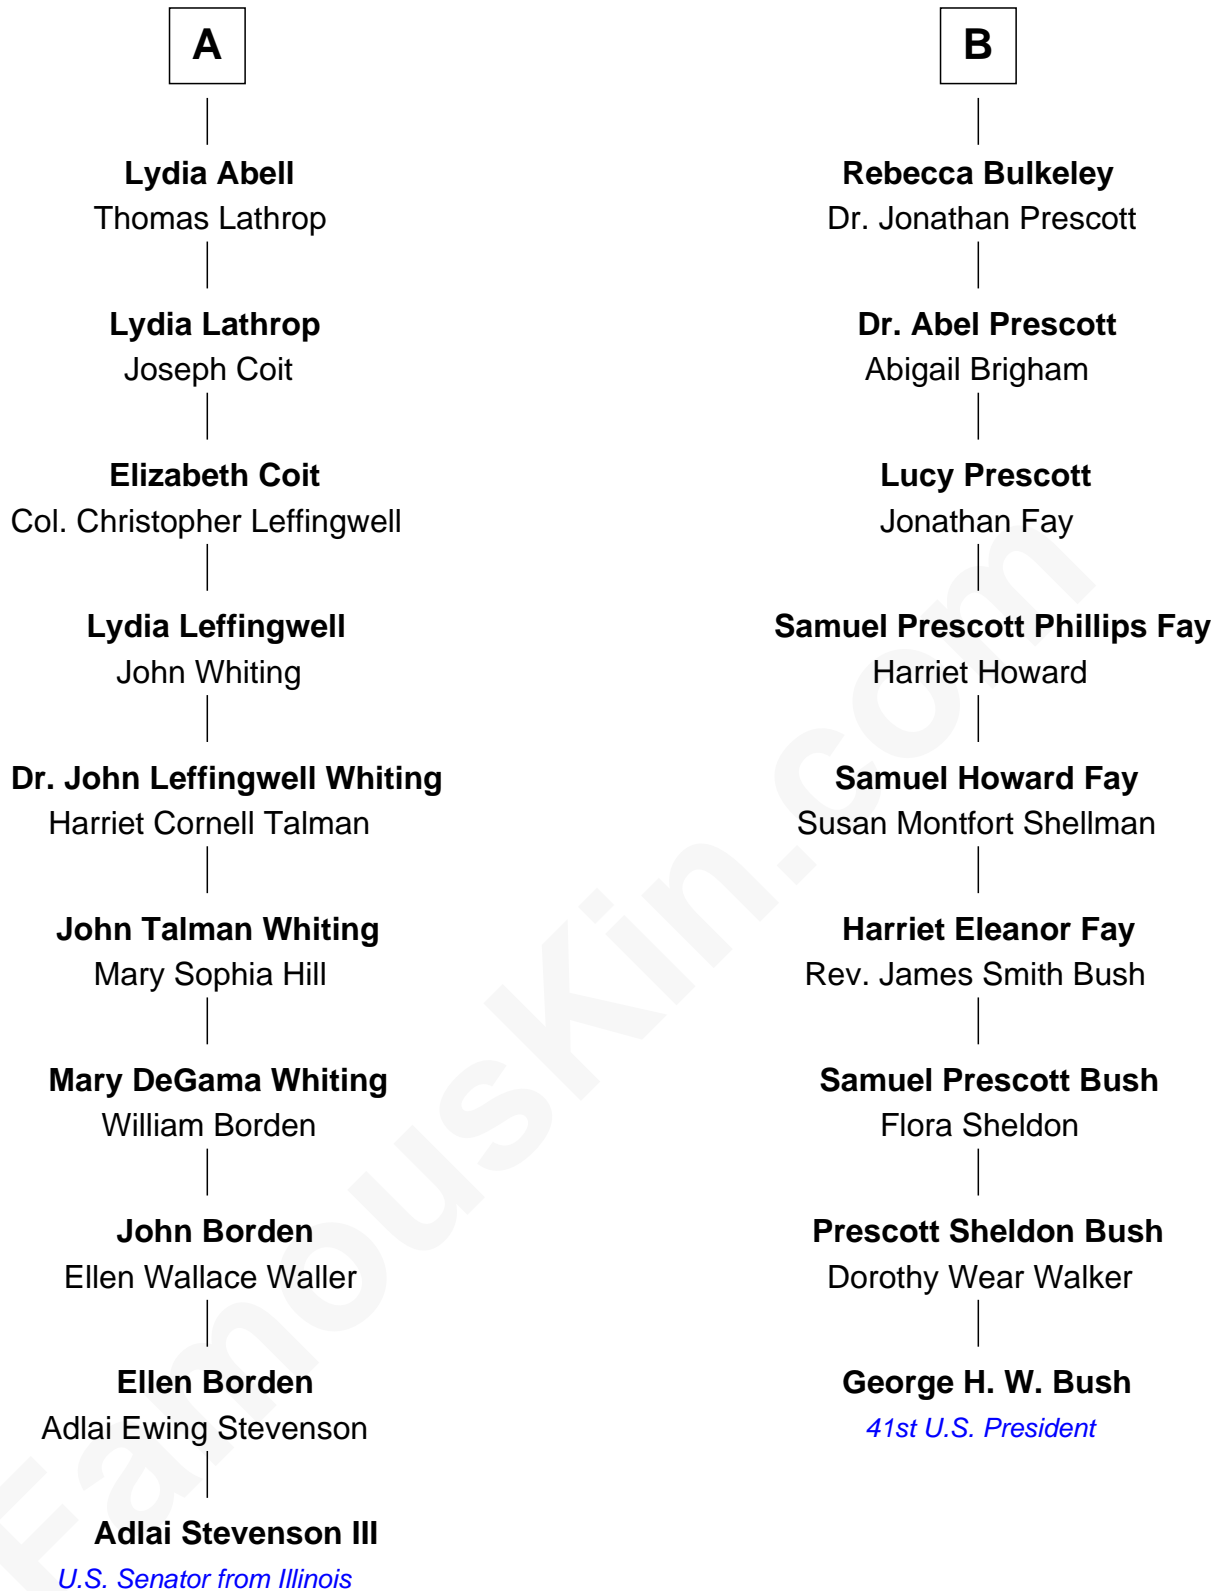 A
Lydia Abell
Thomas Lathrop
Lydia Lathrop
Joseph Coit
Elizabeth Coit
Col. Christopher Leffingwell
Lydia Leffingwell
John Whiting
Dr. John Leffingwell Whiting
Harriet Cornell Talman
John Talman Whiting
Mary Sophia Hill
Mary DeGama Whiting
William Borden
John Borden
Ellen Wallace Waller
Ellen Borden
Adlai Ewing Stevenson
Adlai Stevenson III
U.S. Senator from Illinois
B
Rebecca Bulkeley
Dr. Jonathan Prescott
Dr. Abel Prescott
Abigail Brigham
Lucy Prescott
Jonathan Fay
Samuel Prescott Phillips Fay
Harriet Howard
Samuel Howard Fay
Susan Montfort Shellman
Harriet Eleanor Fay
Rev. James Smith Bush
Samuel Prescott Bush
Flora Sheldon
Prescott Sheldon Bush
Dorothy Wear Walker
George H. W. Bush
41st U.S. President
FamousKin.com